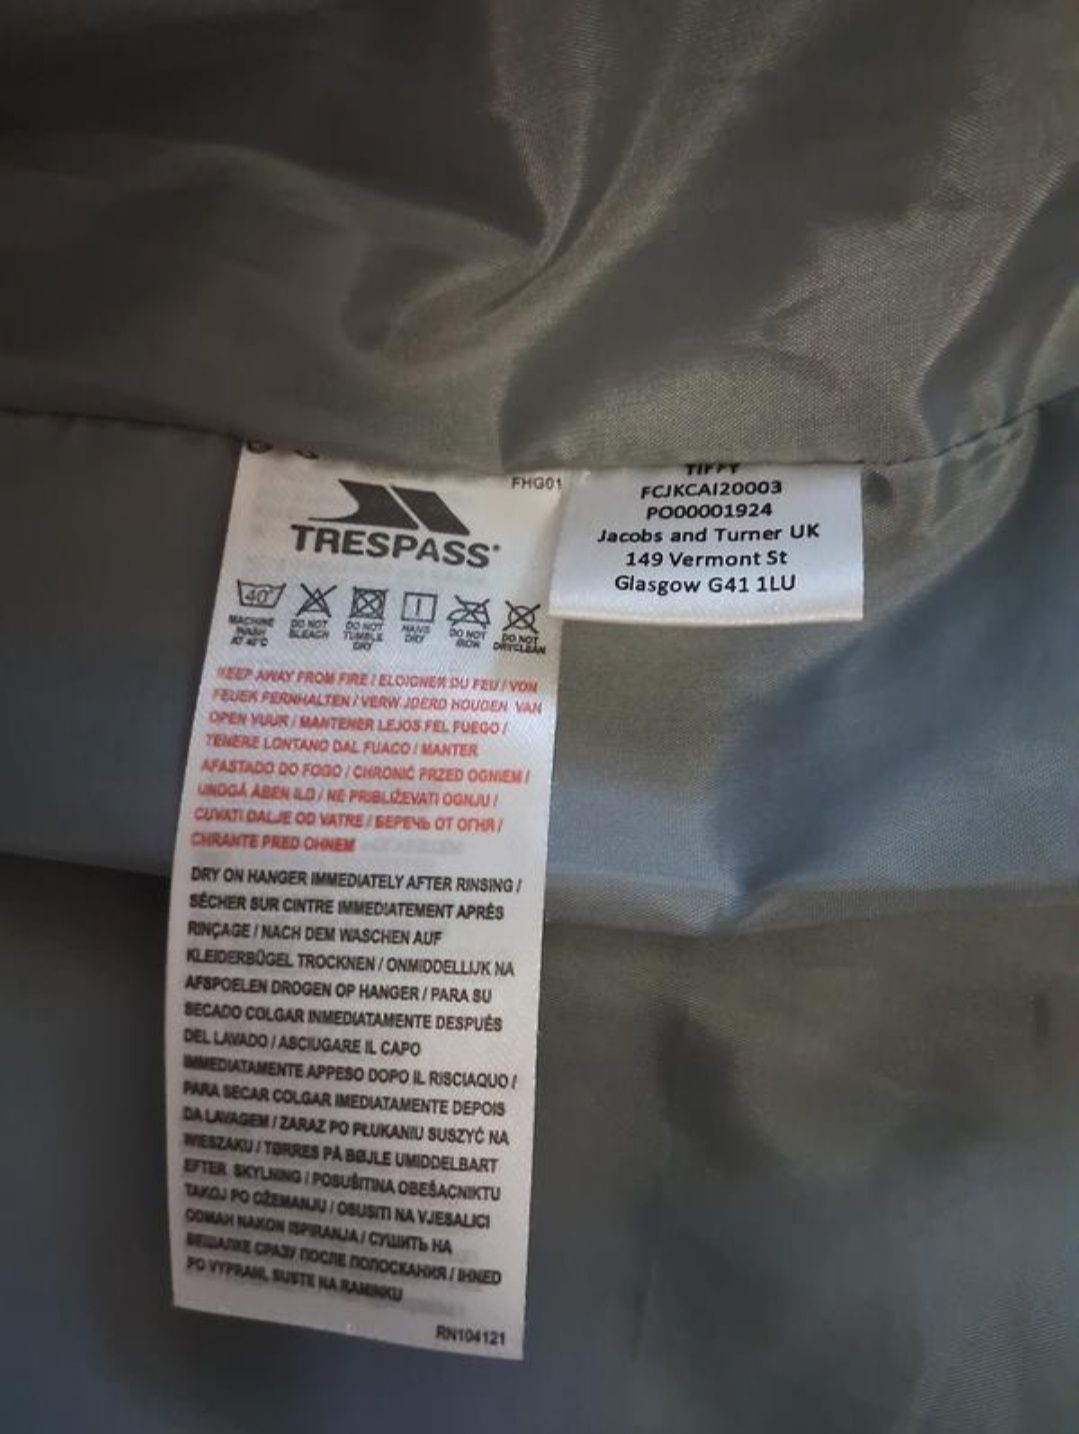 FHG01
TRESPASS
40°
MACHINE
WASH
AT 40°C
DO NOT
BLEACH
DO NOT
TUMBLE
DRY
HANG
DRY
DO NOT
IRON
DO NOT
DRYCLEAN
KEEP AWAY FROM FIRE / ELOIGNER DU FEU / VON
FEUER FERNHALTEN / VERW JDERD HOUDEN VAN
OPEN VUUR / MANTENER LEJOS FEL FUEGO /
TENERE LONTANO DAL FUACO / MANTER
AFASTADO DO FOGO / CHRONIĆ PRZED OGNIEM /
UNDGÅ ÅBEN ILD / NE PRIBLIŽEVATI OGNJU /
CUVATI DALJE OD VATRE / БЕРЕЧЬ ОТ ОГНЯ /
CHRANTE PRED OHNEM
DRY ON HANGER IMMEDIATELY AFTER RINSING /
SÉCHER SUR CINTRE IMMEDIATEMENT APRÉS
RINÇAGE / NACH DEM WASCHEN AUF
KLEIDERBÜGEL TROCKNEN / ONMIDDELLIJK NA
AFSPOELEN DROGEN OP HANGER / PARA SU
SECADO COLGAR INMEDIATAMENTE DESPUÉS
DEL LAVADO / ASCIUGARE IL CAPO
IMMEDIATAMENTE APPESO DOPO IL RISCIAQUO /
PARA SECAR COLGAR IMEDIATAMENTE DEPOIS
DA LAVAGEM / ZARAZ PO PŁUKANIU SUSZYĆ NA
WIESZAKU / TØRRES PÅ BØJLE UMIDDELBART
EFTER SKYLNING / POSUŠITINA OBEŠACNIKTU
TAKOJ PO OŽEMANJU / OSUSITI NA VJESALICI
ODMAH NAKON ISPIRANJA / СУШИТЬ НА
ВЕШАЛКЕ СРАЗУ ПОСЛЕ ПОЛОСКАНИЯ / IHNED
PO VYPRANI, SUSTE NA RAMINKU
RN104121
TIFFY
FCJKCAI20003
PO00001924
Jacobs and Turner UK
149 Vermont St
Glasgow G41 1LU